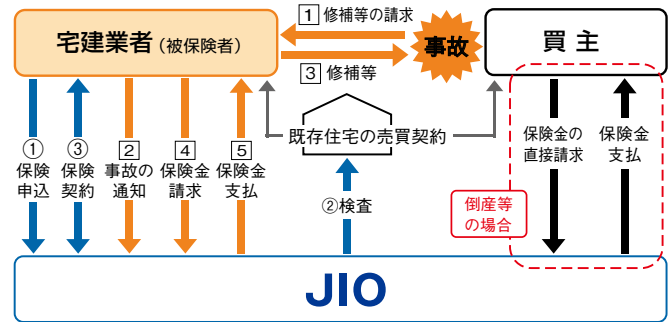 宅建業者(被保険者)
1 修補等の請求
3 修補等
事故
買主
既存住宅の売買契約
①
保険
申込
③
保険
契約
2
事故の
通知
4
保険金
請求
5
保険金
支払
②検査
保険金の
直接請求
保険金
支払
倒産等
の場合
JIO